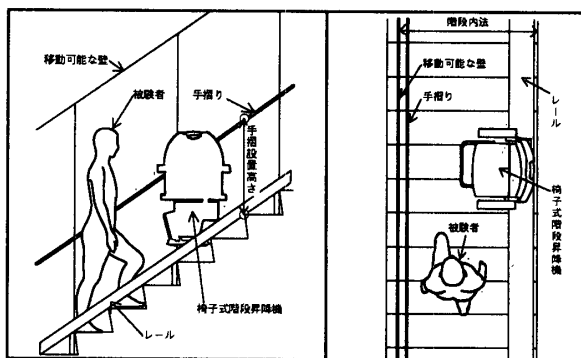 移動可能な壁
被験者
手摺り
手摺設置高さ
椅子式階段昇降機
レール
階段内法
移動可能な壁
手摺り
レール
椅子式階段昇降機
被験者